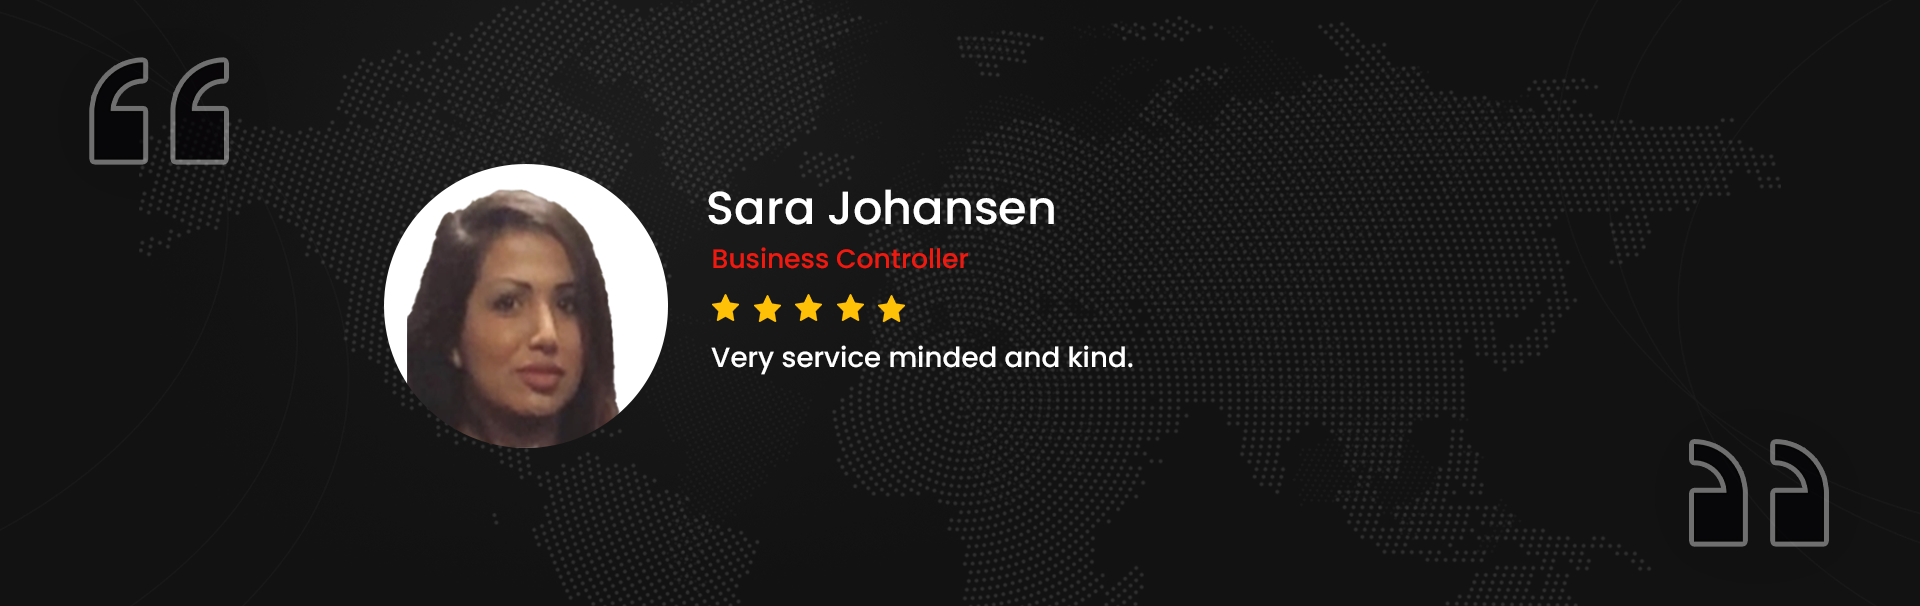 Sara Johansen
Business Controller
Very service minded and kind.